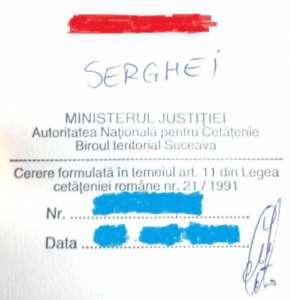 SERGHEI
MINISTERUL JUSTIȚIEI
Autoritatea Națională pentru Cetățenie
Biroul teritorial Suceava
Cerere formulată în temeiul art. 11 din Legea
cetățeniei române nr. 21 / 1991
Nr.
Data